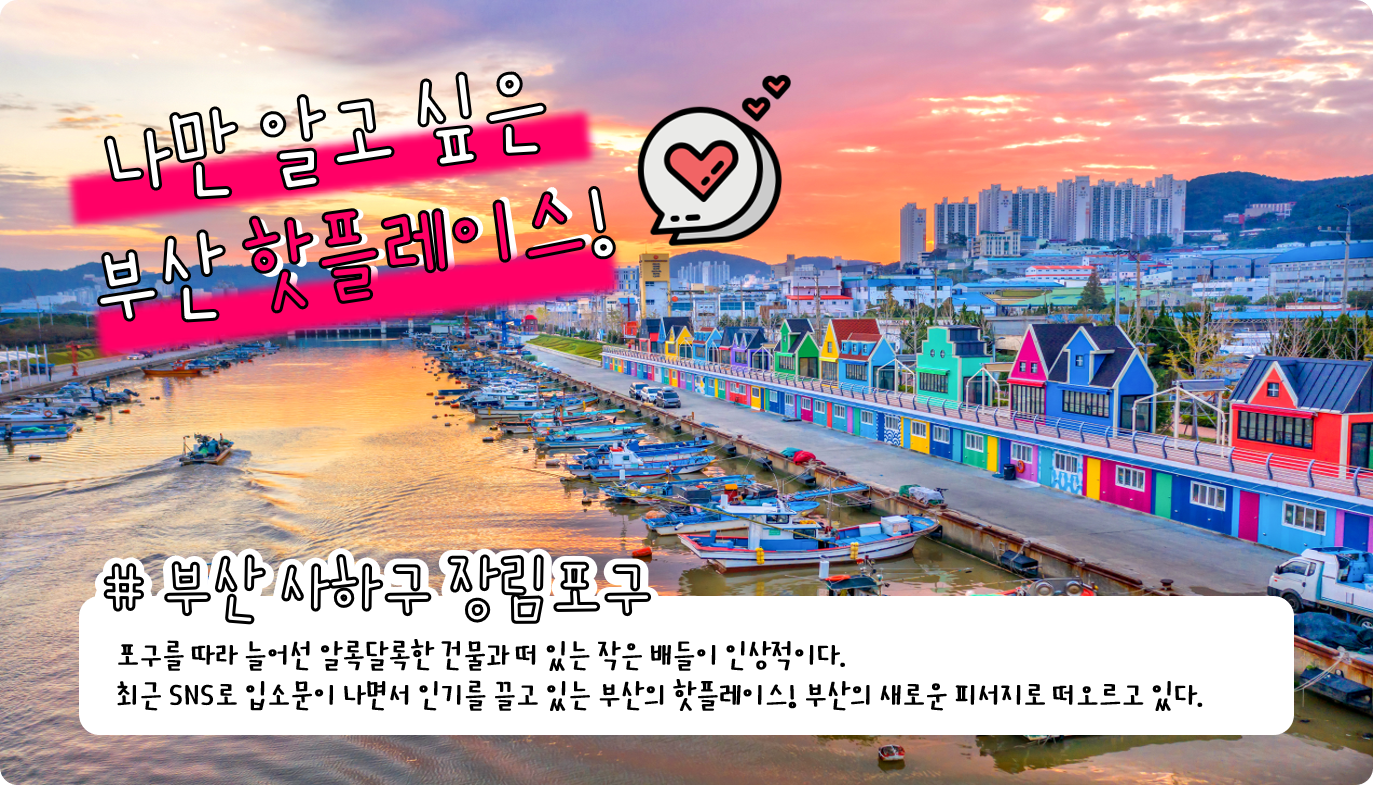 나만 알고 싶은
부산 핫플레이스!
# 부산 사하구 장림포구
포구를 따라 늘어선 알록달록한 건물과 떠 있는 작은 배들이 인상적이다.
최근 SNS로 입소문이 나면서 인기를 끌고 있는 부산의 핫플레이스! 부산의 새로운 피서지로 떠오르고 있다.